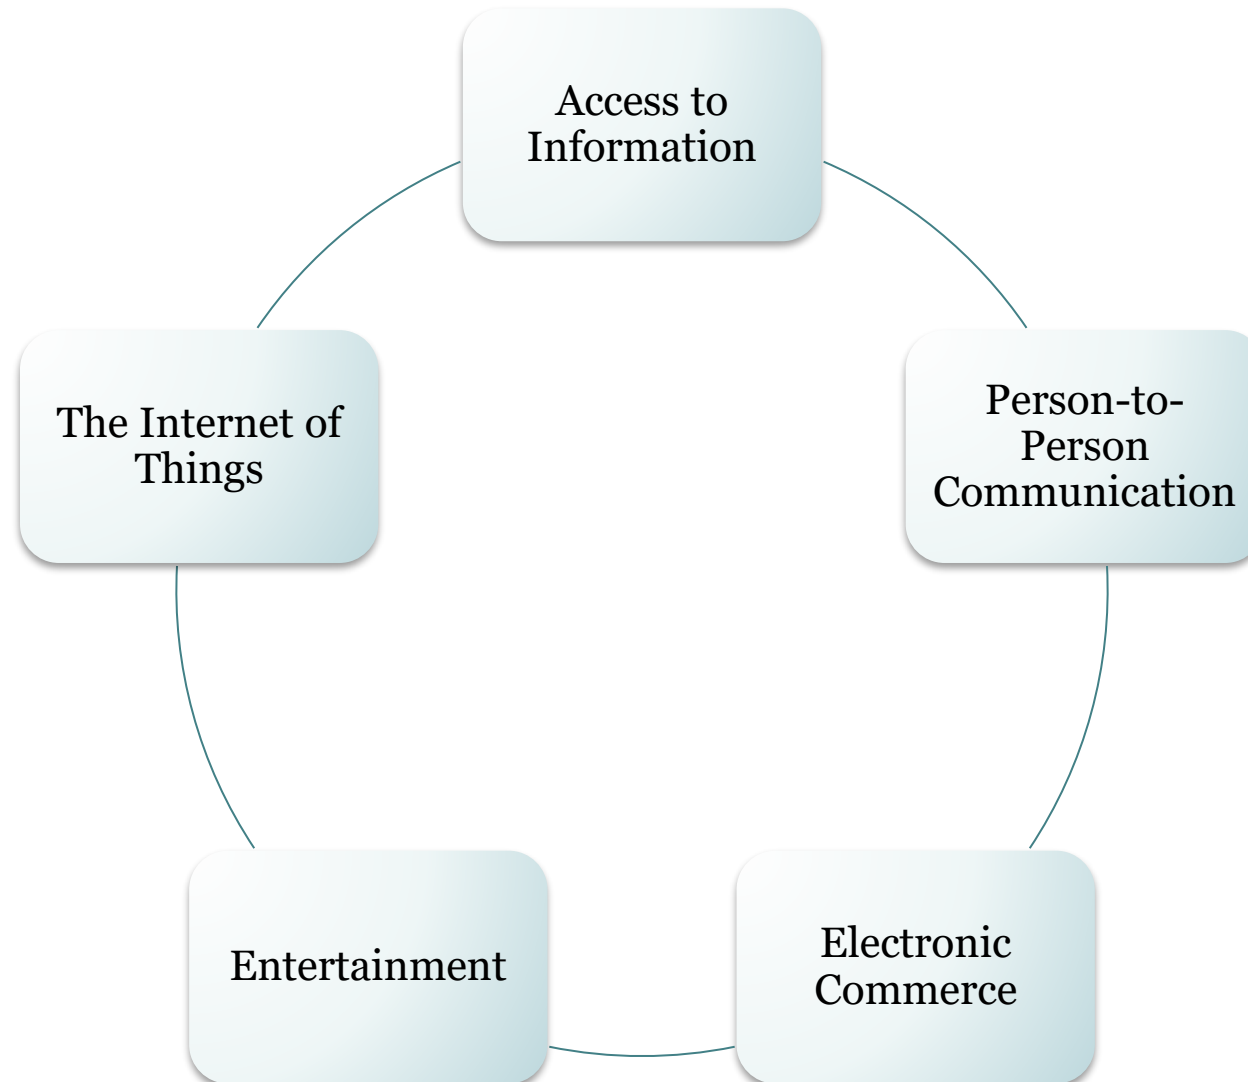 Access to
Information
The Internet of
Things
Person-to-
Person
Communication
Entertainment
Electronic
Commerce